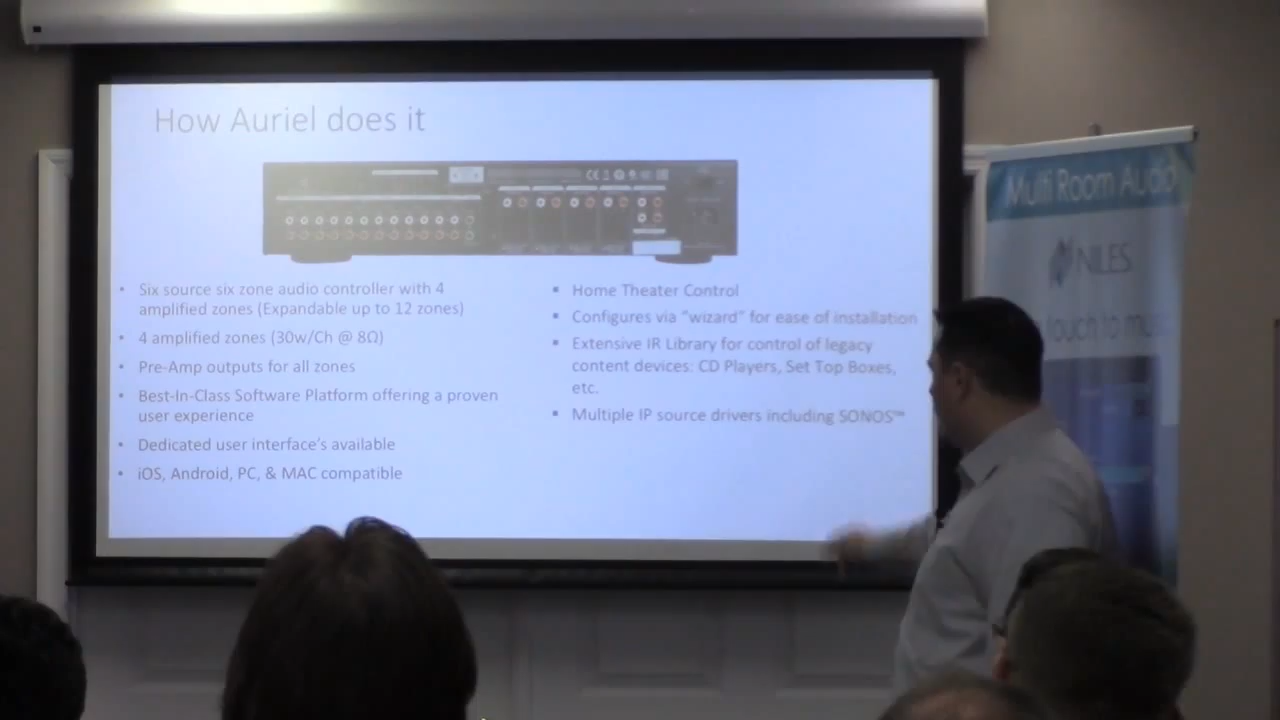 How Auriel does it
• Six source six zone audio controller with 4
amplified zones (Expandable up to 12 zones)
• 4 amplified zones (30w/Ch @ 8Ω)
• Pre-Amp outputs for all zones
• Best-In-Class Software Platform offering a proven
user experience
• Dedicated user interface's available
• iOS, Android, PC, & MAC compatible
▪ Home Theater Control
▪ Configures via "wizard" for ease of installation
▪ Extensive IR Library for control of legacy
content devices: CD Players, Set Top Boxes,
etc.
▪ Multiple IP source drivers including SONOS™
Multi Room Audio
NILES
touch to mu